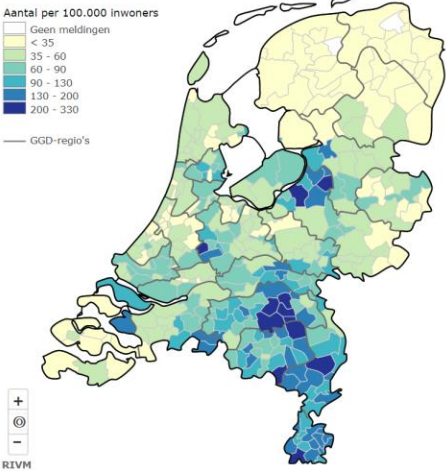 Aantal per 100.000 inwoners
Geen meldingen
< 35
35 - 60
60 - 90
90 - 130
130 - 200
200 - 330
GGD-regio's
+
−
RIVM